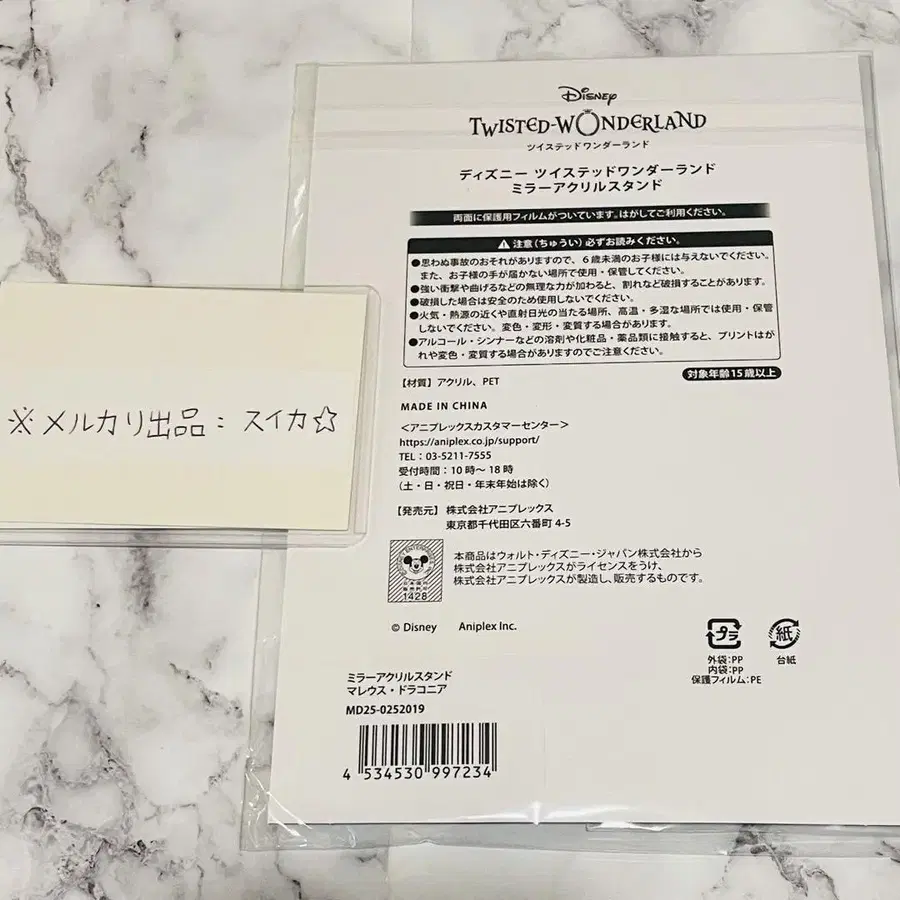 Disney
TWISTED-WONDERLAND
ツイステッドワンダーランド
ディズニー ツイステッドワンダーランド
ミラーアクリルスタンド
両面に保護用フィルムがついています。はがしてご利用ください。
注意（ちゅうい）必ずお読みください。
●思わぬ事故のおそれがありますので、6歳未満のお子様には与えないでください。
また、お子様の手が届かない場所で使用・保管してください。
●強い衝撃や曲げるなどの無理な力が加わると、割れなど破損することがあります。
●破損した場合は安全のため使用しないでください。
●火気・熱源の近くや直射日光の当たる場所、高温・多湿な場所では使用・保管
しないでください。変色・変形・変質する場合があります。
●アルコール・シンナーなどの溶剤や化粧品・薬品類に接触すると、プリントはが
れや変色・変質する場合がありますのでご注意ください。
対象年齢15歳以上
【材質】アクリル、PET
MADE IN CHINA
＜アニプレックスカスタマーセンター＞
https://aniplex.co.jp/support/
TEL：03-5211-7555
受付時間：10時～18時
（土・日・祝日・年末年始は除く）
【発売元】株式会社アニプレックス
東京都千代田区六番町 4-5
1428
本商品はウォルト・ディズニー・ジャパン株式会社から
株式会社アニプレックスがライセンスをうけ、
株式会社アニプレックスが製造し、販売するものです。
© Disney Aniplex Inc.
プラ
紙
外袋：PP
内袋：PP
保護フィルム：PE
台紙
ミラーアクリルスタンド
マレウス・ドラコニア
MD25-0252019
4 534530 997234
※メルカリ出品：スイカ☆